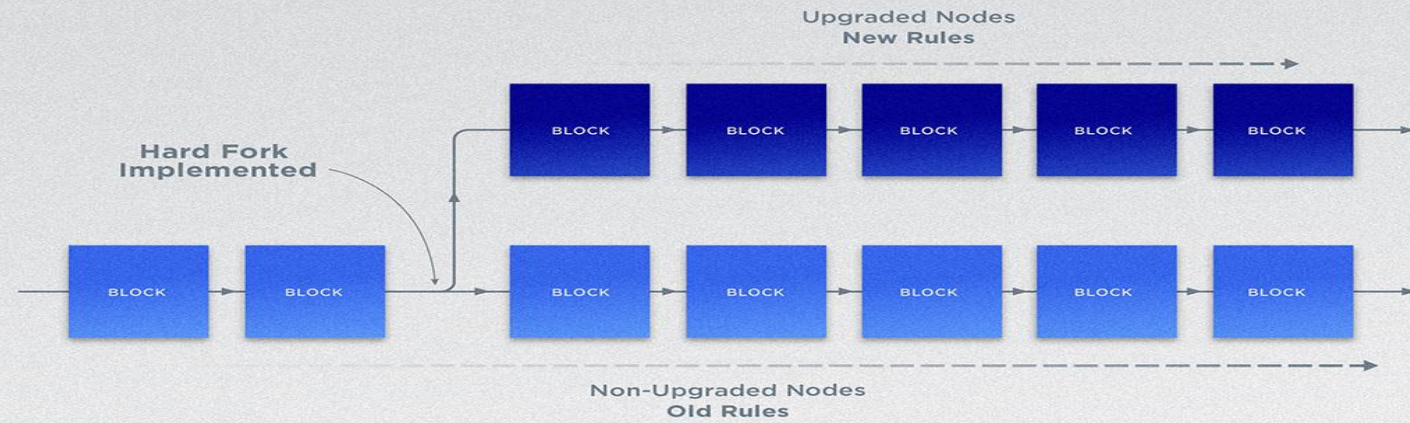 Upgraded Nodes
New Rules
Hard Fork
Implemented
BLOCK
BLOCK
BLOCK
BLOCK
BLOCK
BLOCK
BLOCK
BLOCK
BLOCK
BLOCK
BLOCK
BLOCK
Non-Upgraded Nodes
Old Rules